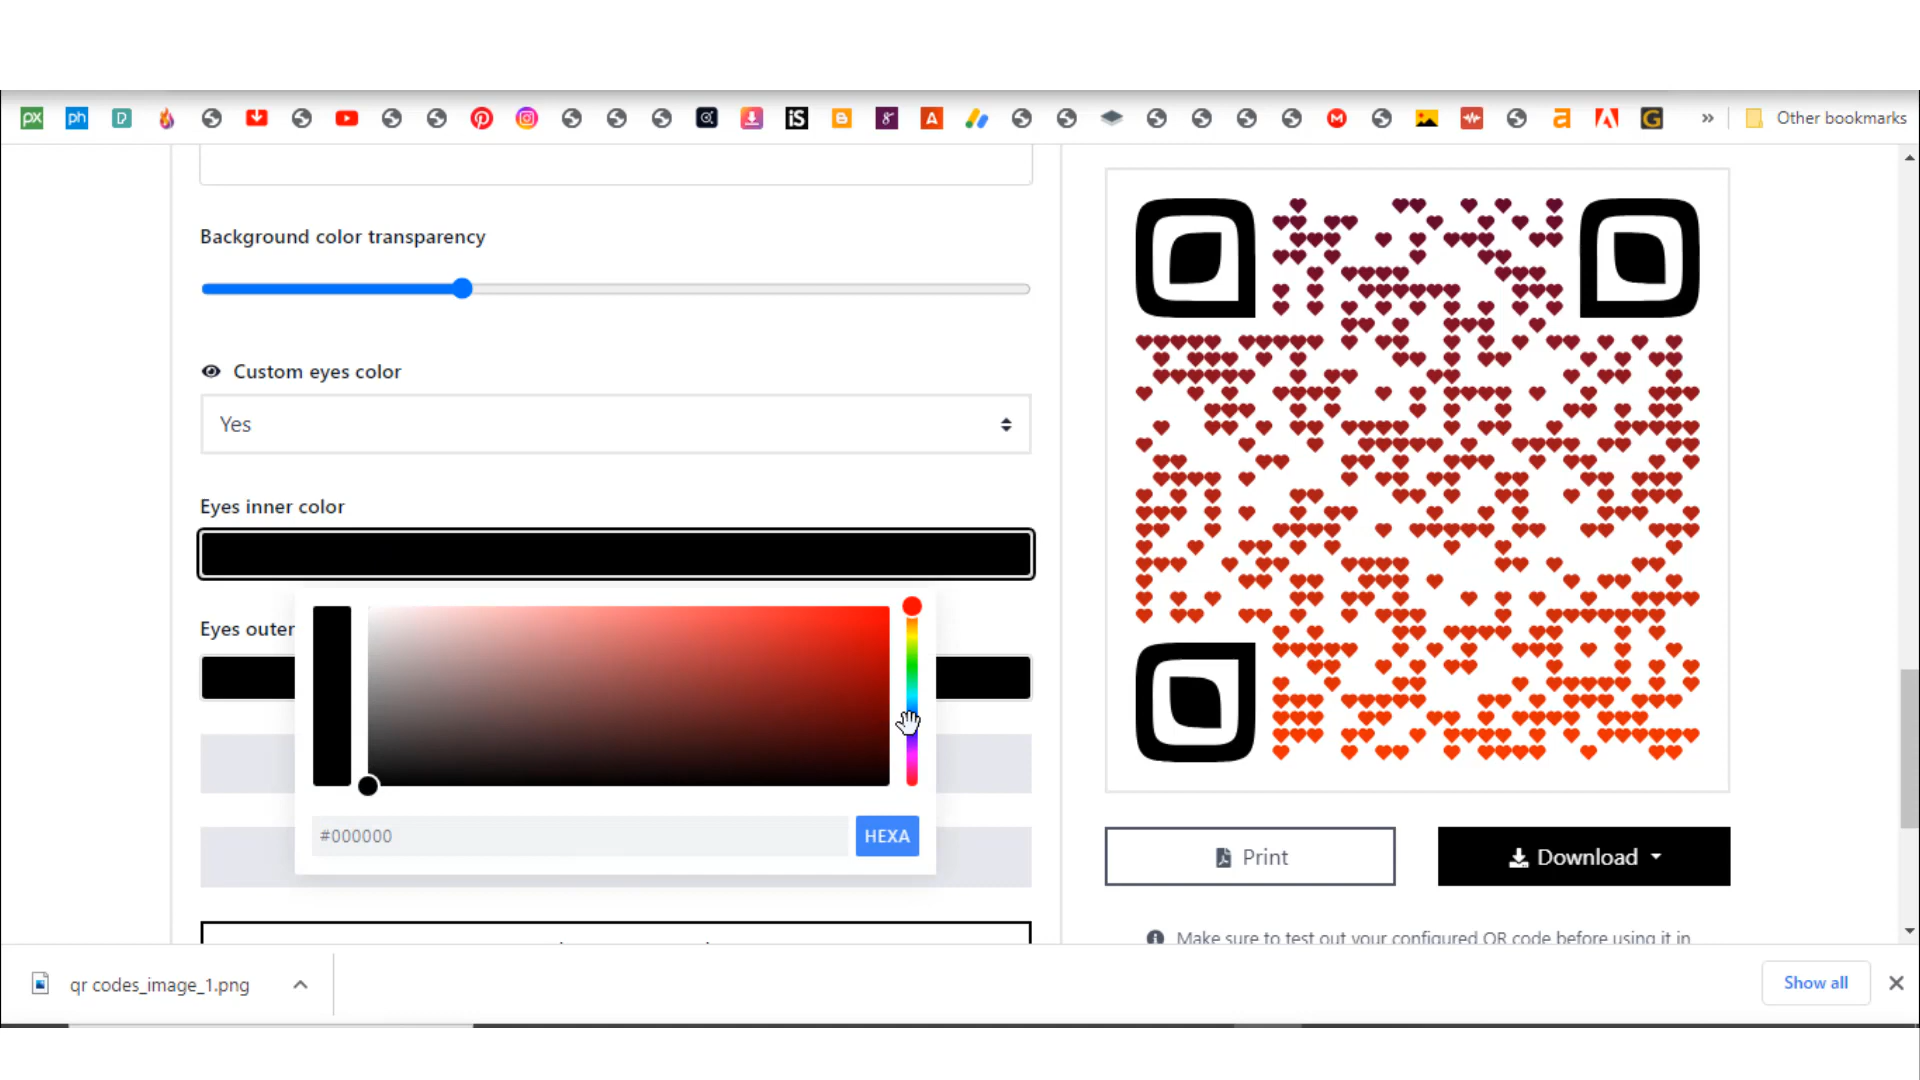 Other bookmarks
Background color transparency
Custom eyes color
Yes
Eyes inner color
#000000
HEXA
Eyes outer
Print
Download
Make sure to test out your configured QR code before using it in
qr codes_image_1.png
Show all